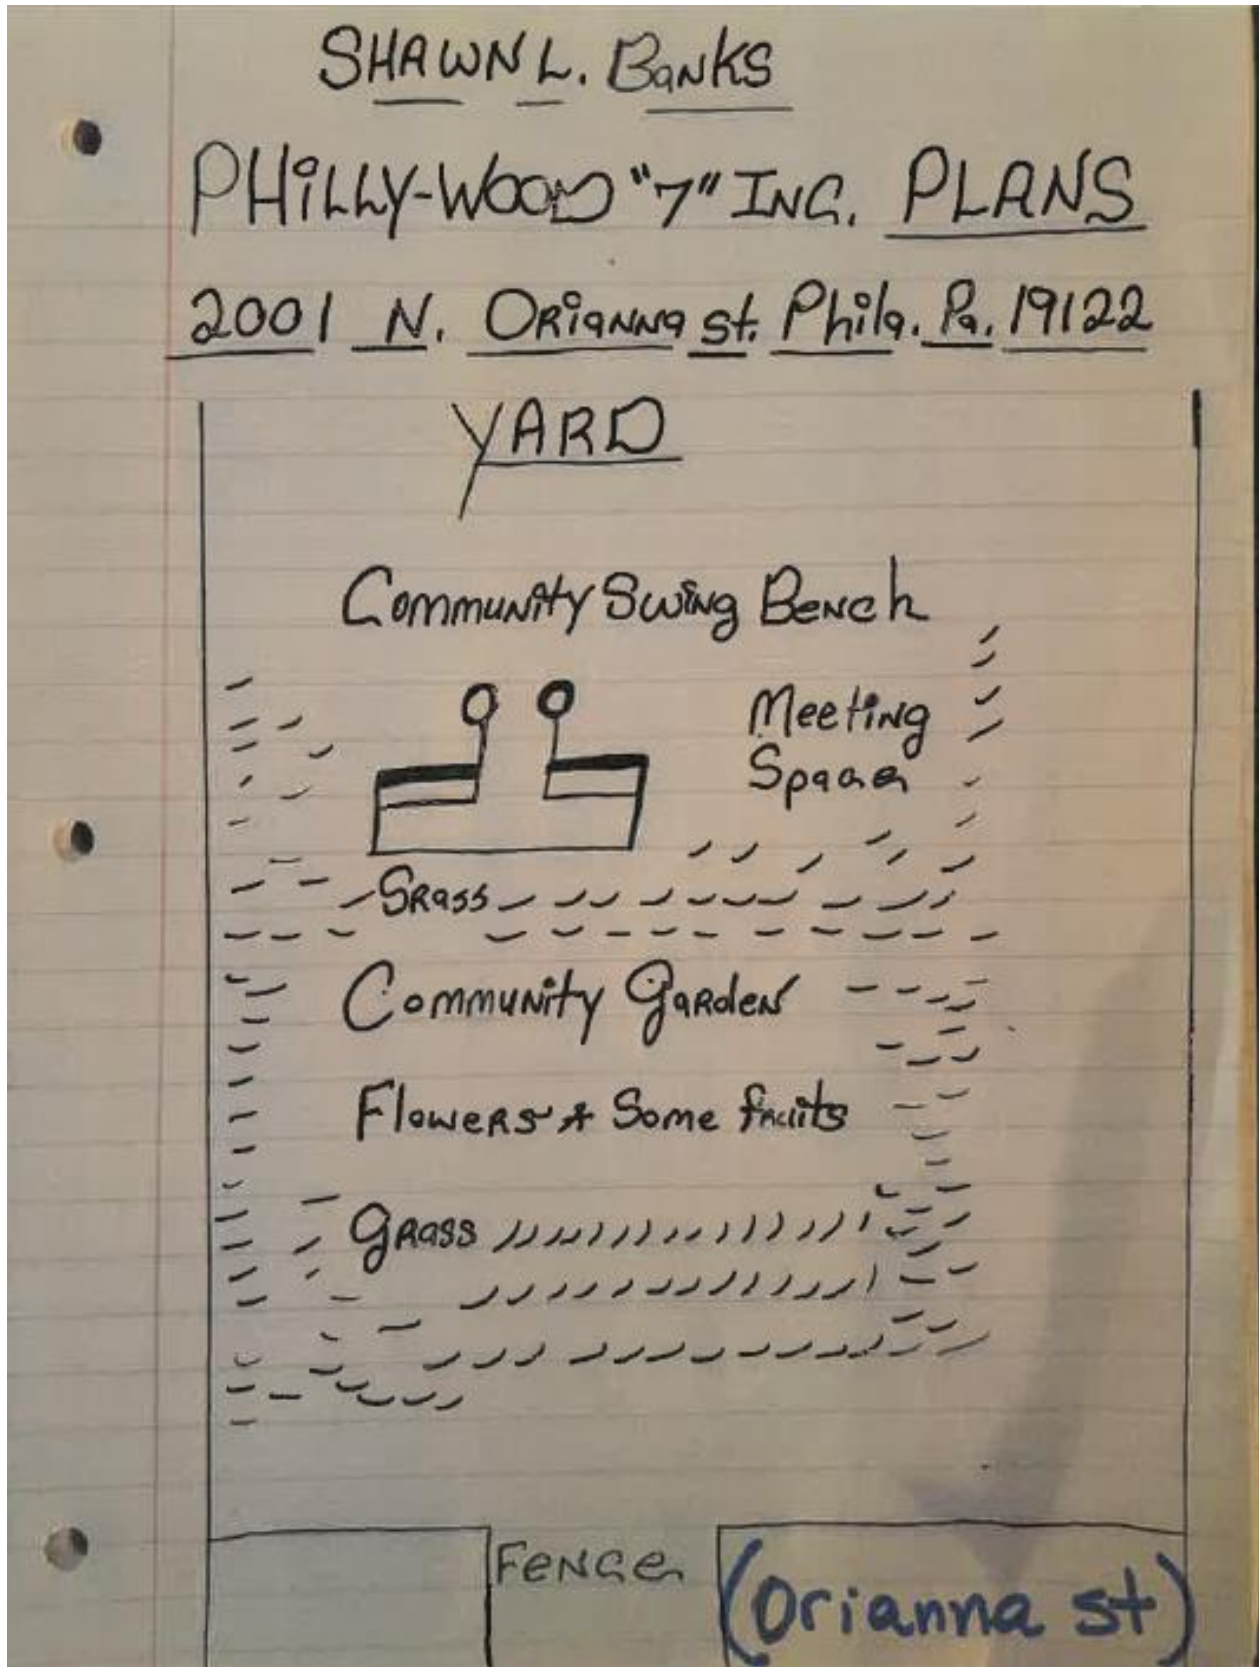 SHAWN L. BANKS
PHiLLY-WOOD "7" INC. PLANS
2001 N. ORiANNA st. Phila. Pa. 19122
YARD
Community Swing Bench
Meeting
Space
GRASS
Community Garden
Flowers + Some fruits
GRASS
FENCE
(Orianna st)